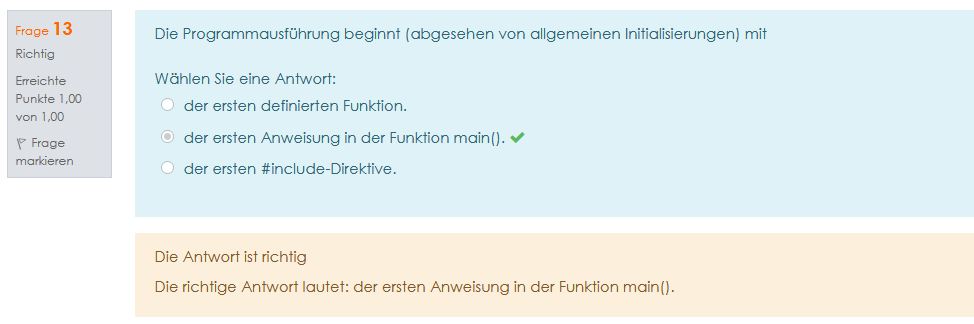 Frage 13
Richtig
Erreichte
Punkte 1,00
von 1,00
Frage
markieren
Die Programmausführung beginnt (abgesehen von allgemeinen Initialisierungen) mit
Wählen Sie eine Antwort:
der ersten definierten Funktion.
der ersten Anweisung in der Funktion main().
der ersten #include-Direktive.
Die Antwort ist richtig
Die richtige Antwort lautet: der ersten Anweisung in der Funktion main().